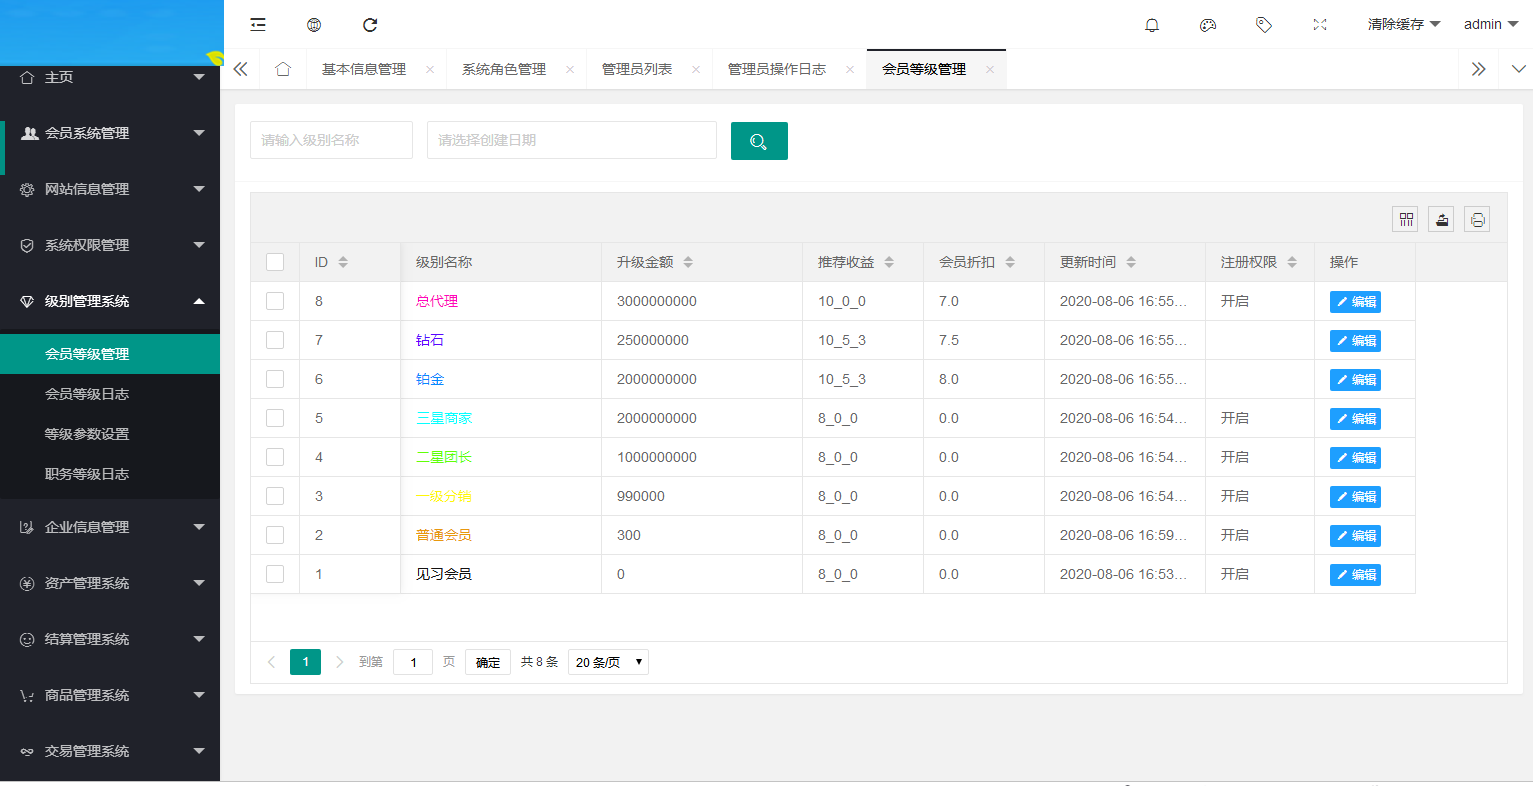 清除缓存
admin
基本信息管理
系统角色管理
管理员列表
管理员操作日志
会员等级管理
主页
会员系统管理
网站信息管理
系统权限管理
级别管理系统
会员等级管理
会员等级日志
等级参数设置
职务等级日志
企业信息管理
资产管理系统
结算管理系统
商品管理系统
交易管理系统
请输入级别名称 请选择创建日期
ID 级别名称 升级金额 推荐收益 会员折扣 更新时间 注册权限 操作
8 总代理 3000000000 10_0_0 7.0 2020-08-06 16:55... 开启 编辑
7 钻石 250000000 10_5_3 7.5 2020-08-06 16:55... 编辑
6 铂金 2000000000 10_5_3 8.0 2020-08-06 16:55... 编辑
5 三星商家 2000000000 8_0_0 0.0 2020-08-06 16:54... 开启 编辑
4 二星团长 1000000000 8_0_0 0.0 2020-08-06 16:54... 开启 编辑
3 一级分销 990000 8_0_0 0.0 2020-08-06 16:54... 开启 编辑
2 普通会员 300 8_0_0 0.0 2020-08-06 16:59... 开启 编辑
1 见习会员 0 8_0_0 0.0 2020-08-06 16:53... 开启 编辑
1 到第 1 页 确定 共 8 条 20 条/页